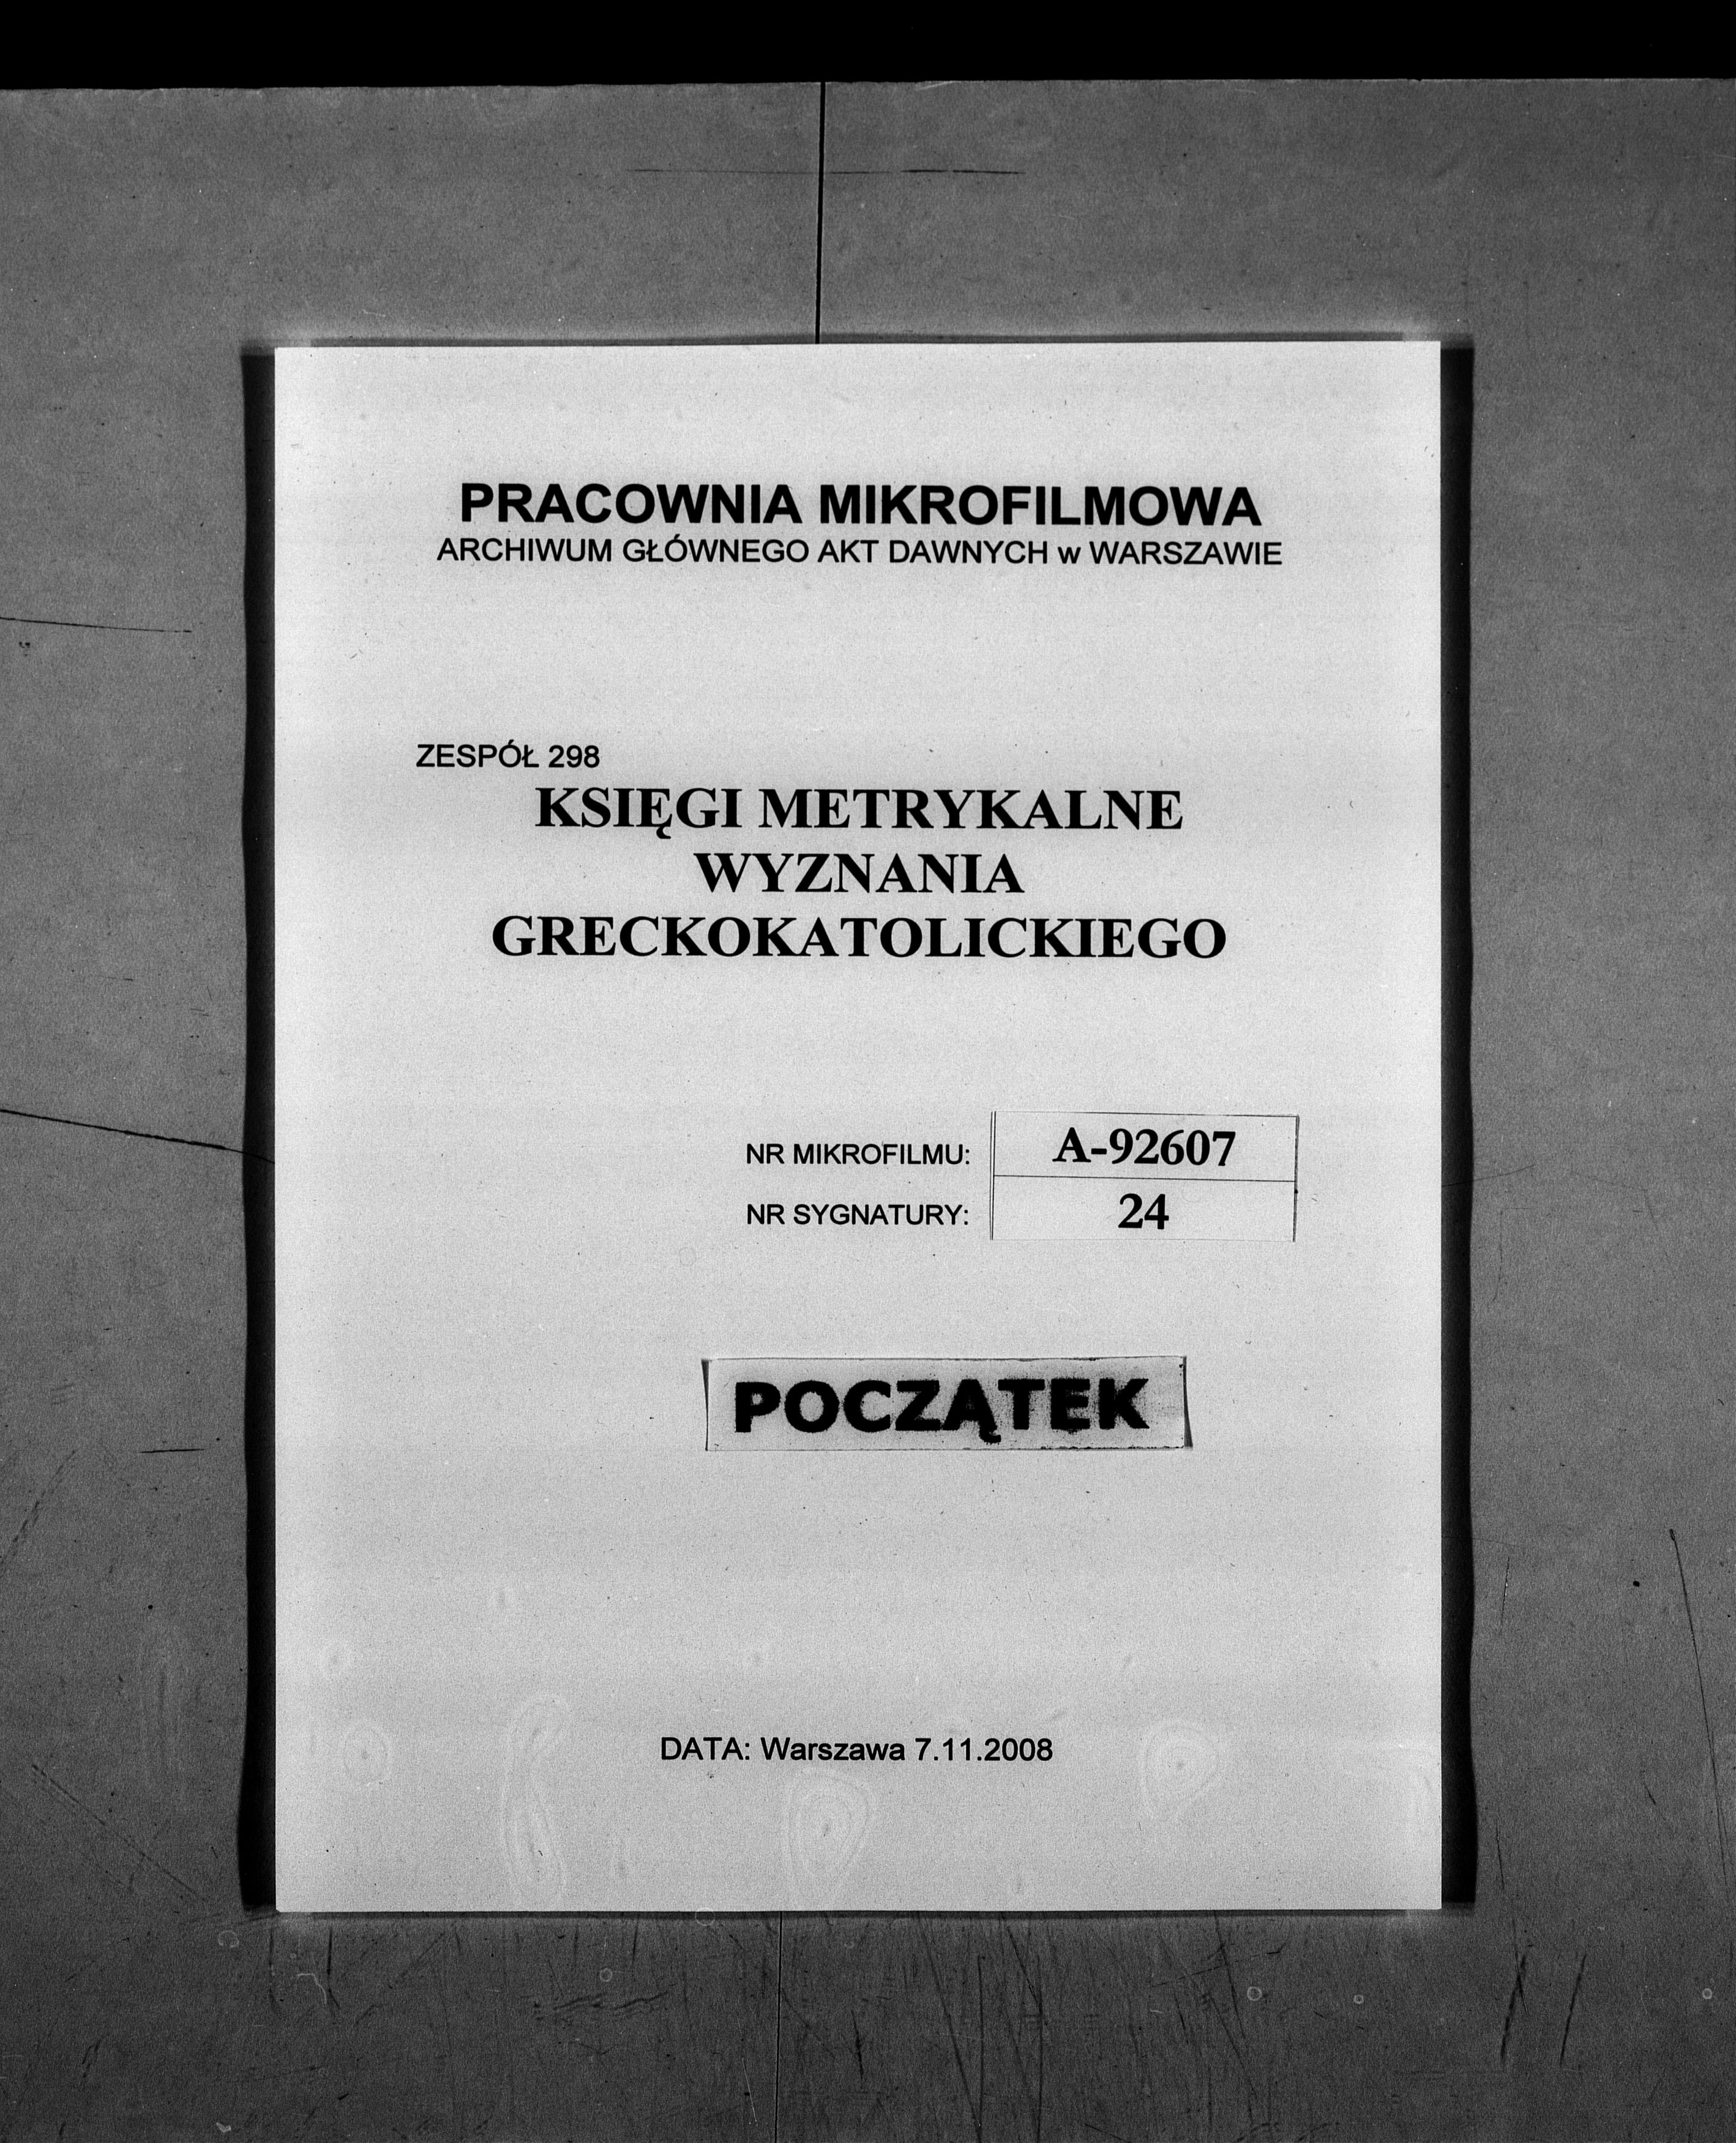 PRACOWNIA MIKROFILMOWA
ARCHIWUM GŁÓWNEGO AKT DAWNYCH w WARSZAWIE
ZESPÓŁ 298
KSIĘGI METRYKALNE
WYZNANIA
GRECKOKATOLICKIEGO
NR MIKROFILMU: A-92607
NR SYGNATURY: 24
POCZĄTEK
DATA: Warszawa 7.11.2008